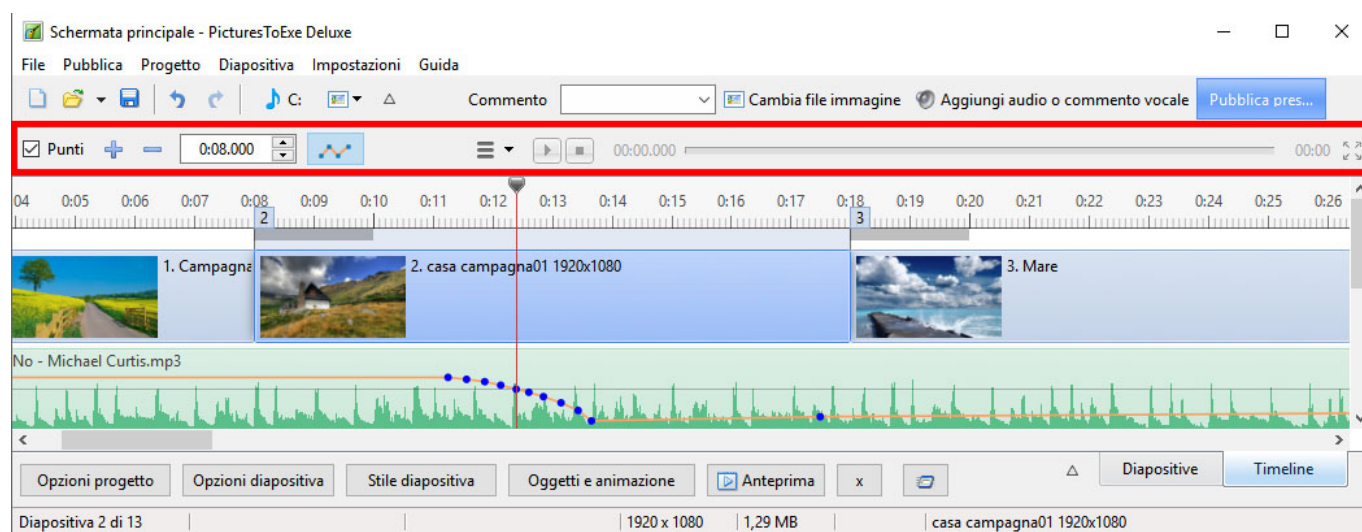 Schermata principale - PicturesToExe Deluxe
File Pubblica Progetto Diapositiva Impostazioni Guida
C: Commento Cambia file immagine Aggiungi audio o commento vocale Pubblica pres...
Punti 0:08.000 00:00.000 00:00
04 0:05 0:06 0:07 0:08 0:09 0:10 0:11 0:12 0:13 0:14 0:15 0:16 0:17 0:18 0:19 0:20 0:21 0:22 0:23 0:24 0:25 0:26
2 3
1. Campagna 2. casa campagna01 1920x1080 3. Mare
No - Michael Curtis.mp3
Opzioni progetto Opzioni diapositiva Stile diapositiva Oggetti e animazione Anteprima x Diapositive Timeline
Diapositiva 2 di 13 1920 x 1080 1,29 MB casa campagna01 1920x1080